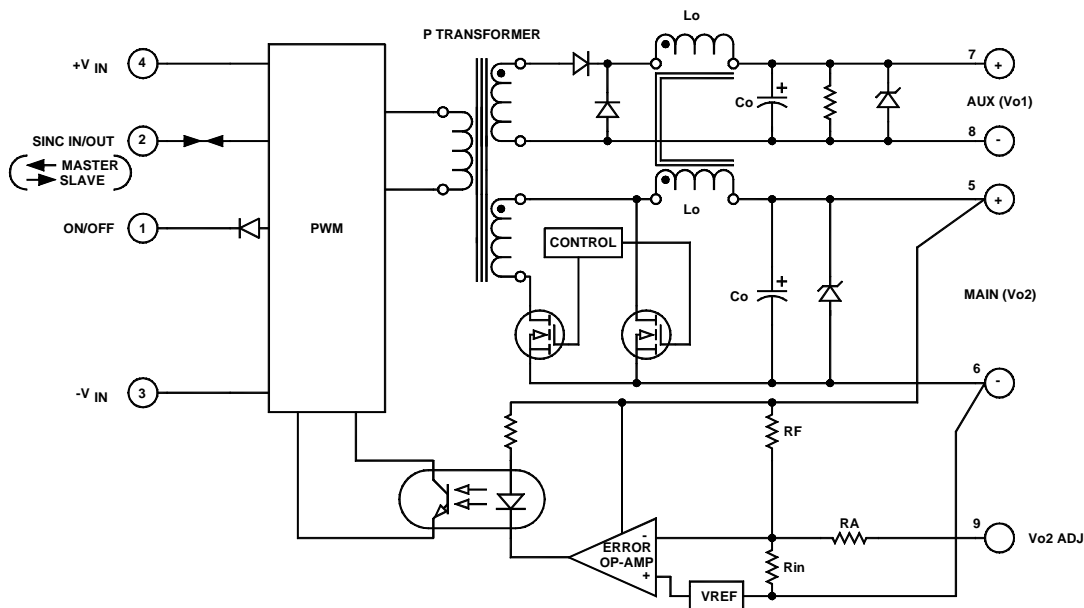 Lo
P TRANSFORMER
+V IN
4
7
+
Co
+
AUX (Vo1)
SINC IN/OUT
2
8
-
MASTER
SLAVE
5
+
Lo
ON/OFF
1
PWM
CONTROL
Co
+
MAIN (Vo2)
-V IN
3
6
-
RF
ERROR
OP-AMP
-
+
RA
9
Vo2 ADJ
Rin
VREF